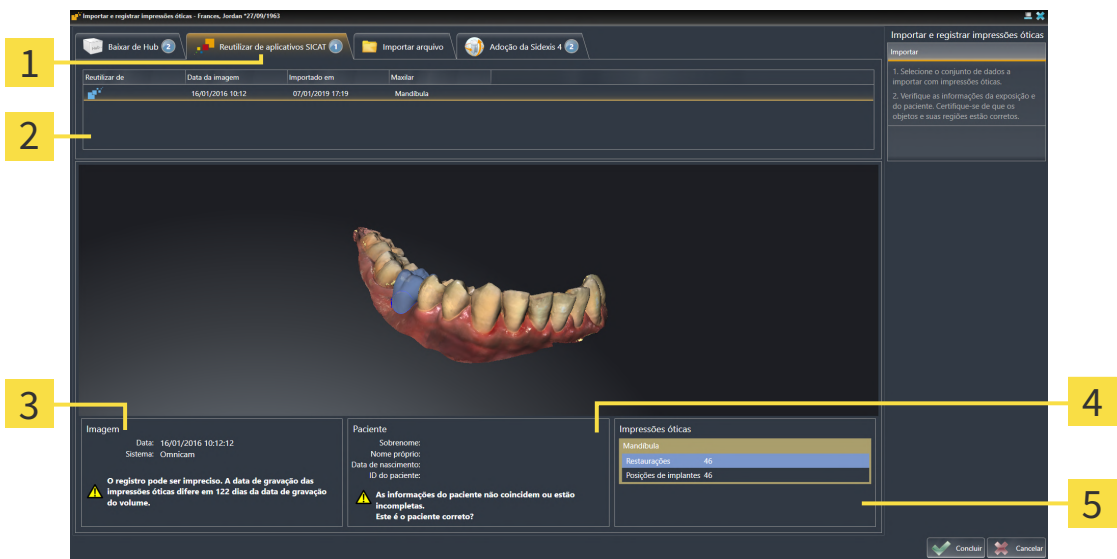 Importar e registrar impressões óticas - Frances, Jordan *27/09/1963
Importar e registrar impressões óticas
Importar
1. Selecione o conjunto de dados a
importar com impressões óticas.
2. Verifique as informações da exposição e
do paciente. Certifique-se de que os
objetos e suas regiões estão corretos.
1
Baixar de Hub 2
Reutilizar de aplicativos SICAT 1
Importar arquivo
Adoção da Sidexis 4 2
Reutilizar de Data da imagem Importado em Maxilar
16/01/2016 10:12 07/01/2019 17:19 Mandíbula
2
3
Imagem
Data: 16/01/2016 10:12:12
Sistema: Omnicam
O registro pode ser impreciso. A data de gravação das
impressões óticas difere em 122 dias da data de gravação
do volume.
Paciente
Sobrenome:
Nome próprio:
Data de nascimento:
ID do paciente:
As informações do paciente não coincidem ou estão
incompletas.
Este é o paciente correto?
4
Impressões óticas
Mandíbula
Restaurações 46
Posições de implantes 46
5
Concluir
Cancelar